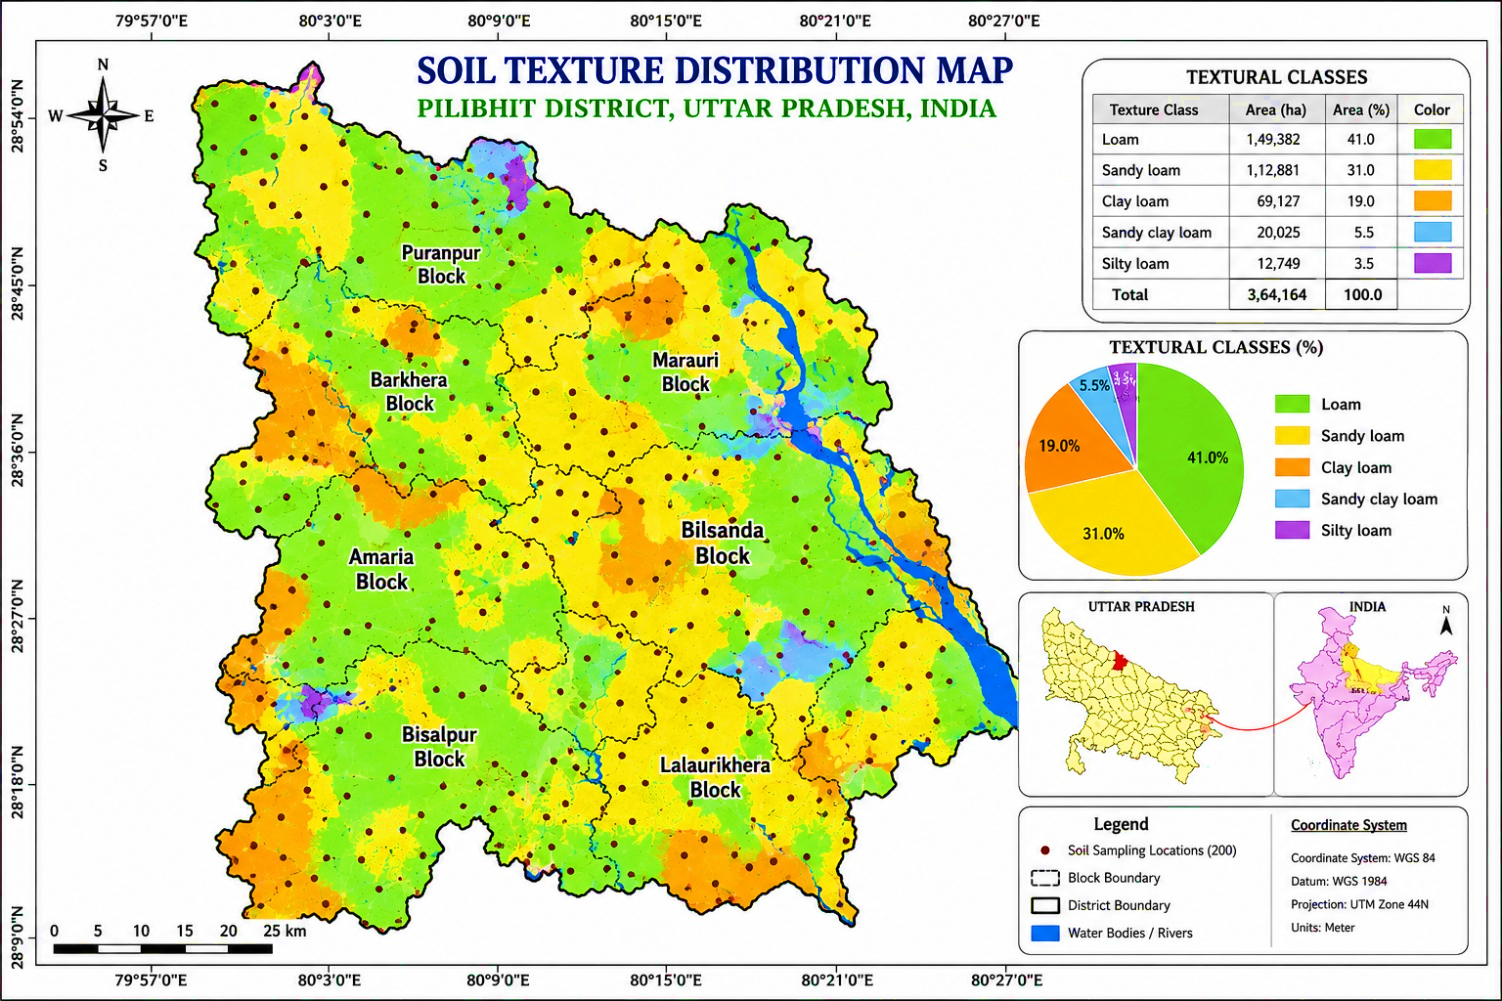 SOIL TEXTURE DISTRIBUTION MAP
PILIBHIT DISTRICT, UTTAR PRADESH, INDIA
79°57'0"E 80°3'0"E 80°9'0"E 80°15'0"E 80°21'0"E 80°27'0"E
N
W E
S
28°54'0"N
28°45'0"N
28°36'0"N
28°27'0"N
28°18'0"N
28°9'0"N
Puranpur
Block
Barkhera
Block
Marauri
Block
Amaria
Block
Bilsanda
Block
Bisalpur
Block
Lalaurikhera
Block
0 5 10 15 20 25 km
79°57'0"E 80°3'0"E 80°9'0"E 80°15'0"E 80°21'0"E 80°27'0"E
TEXTURAL CLASSES
Texture Class Area (ha) Area (%) Color
Loam 1,49,382 41.0
Sandy loam 1,12,881 31.0
Clay loam 69,127 19.0
Sandy clay loam 20,025 5.5
Silty loam 12,749 3.5
Total 3,64,164 100.0
TEXTURAL CLASSES (%)
5.5%
19.0%
41.0%
31.0%
Loam
Sandy loam
Clay loam
Sandy clay loam
Silty loam
UTTAR PRADESH
INDIA
N
Legend
Soil Sampling Locations (200)
Block Boundary
District Boundary
Water Bodies / Rivers
Coordinate System
Coordinate System: WGS 84
Datum: WGS 1984
Projection: UTM Zone 44N
Units: Meter